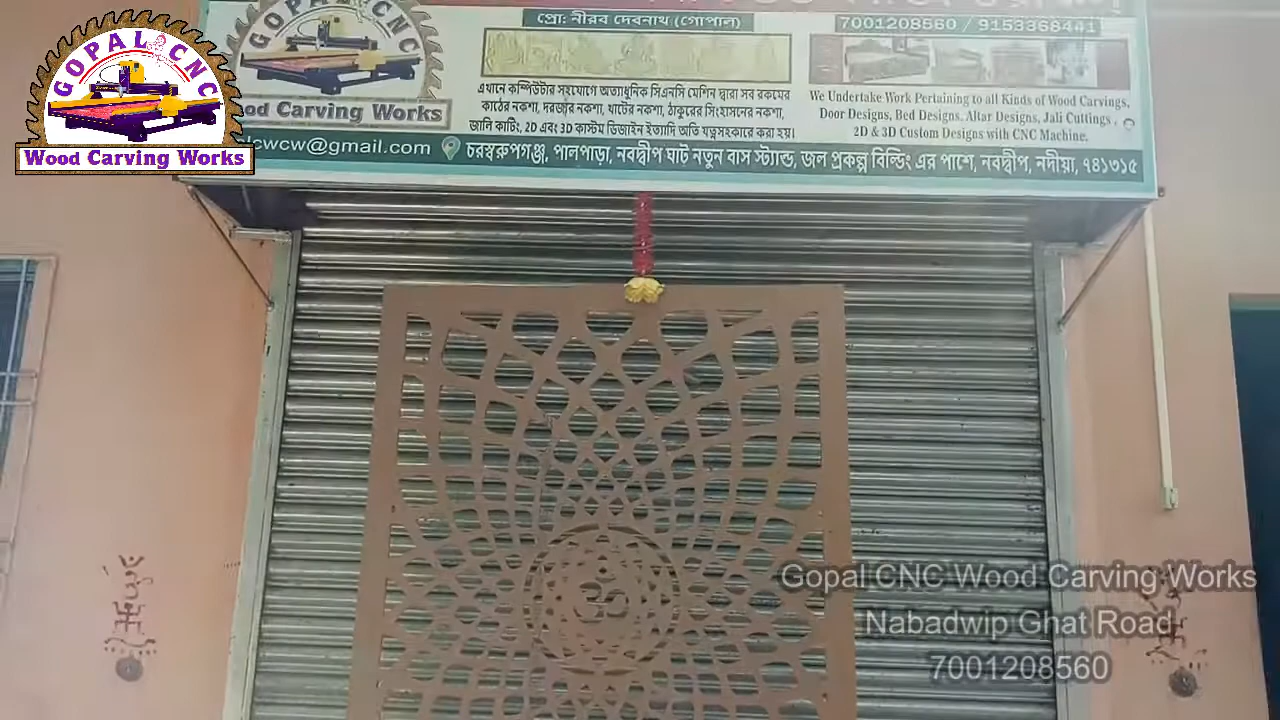 GOPAL CNC
Wood Carving Works
GOPAL CNC
ood Carving Works
প্রো: নীরব দেবনাথ (গোপাল)
7001208560 / 9153368441
এখানে কম্পিউটার সহযোগে অত্যাধুনিক সিএনসি মেশিন দ্বারা সব রকমের
কাঠের নকশা, দরজার নকশা, খাটের নকশা, ঠাকুরের সিংহাসনের নকশা,
জালি কাটিং, 2D এবং 3D কাস্টম ডিজাইন ইত্যাদি অতি যত্নসহকারে করা হয়।
We Undertake Work Pertaining to all Kinds of Wood Carvings,
Door Designs, Bed Designs, Altar Designs, Jali Cuttings ,
2D & 3D Custom Designs with CNC Machine.
lcwcw@gmail.com
চরস্বরুপগঞ্জ, পালপাড়া, নবদ্বীপ ঘাট নতুন বাস স্ট্যান্ড, জল প্রকল্প বিল্ডিং এর পাশে, নবদ্বীপ, নদীয়া, ৭৪১৩১৫
ॐ
Gopal CNC Wood Carving Works
Nabadwip Ghat Road
7001208560